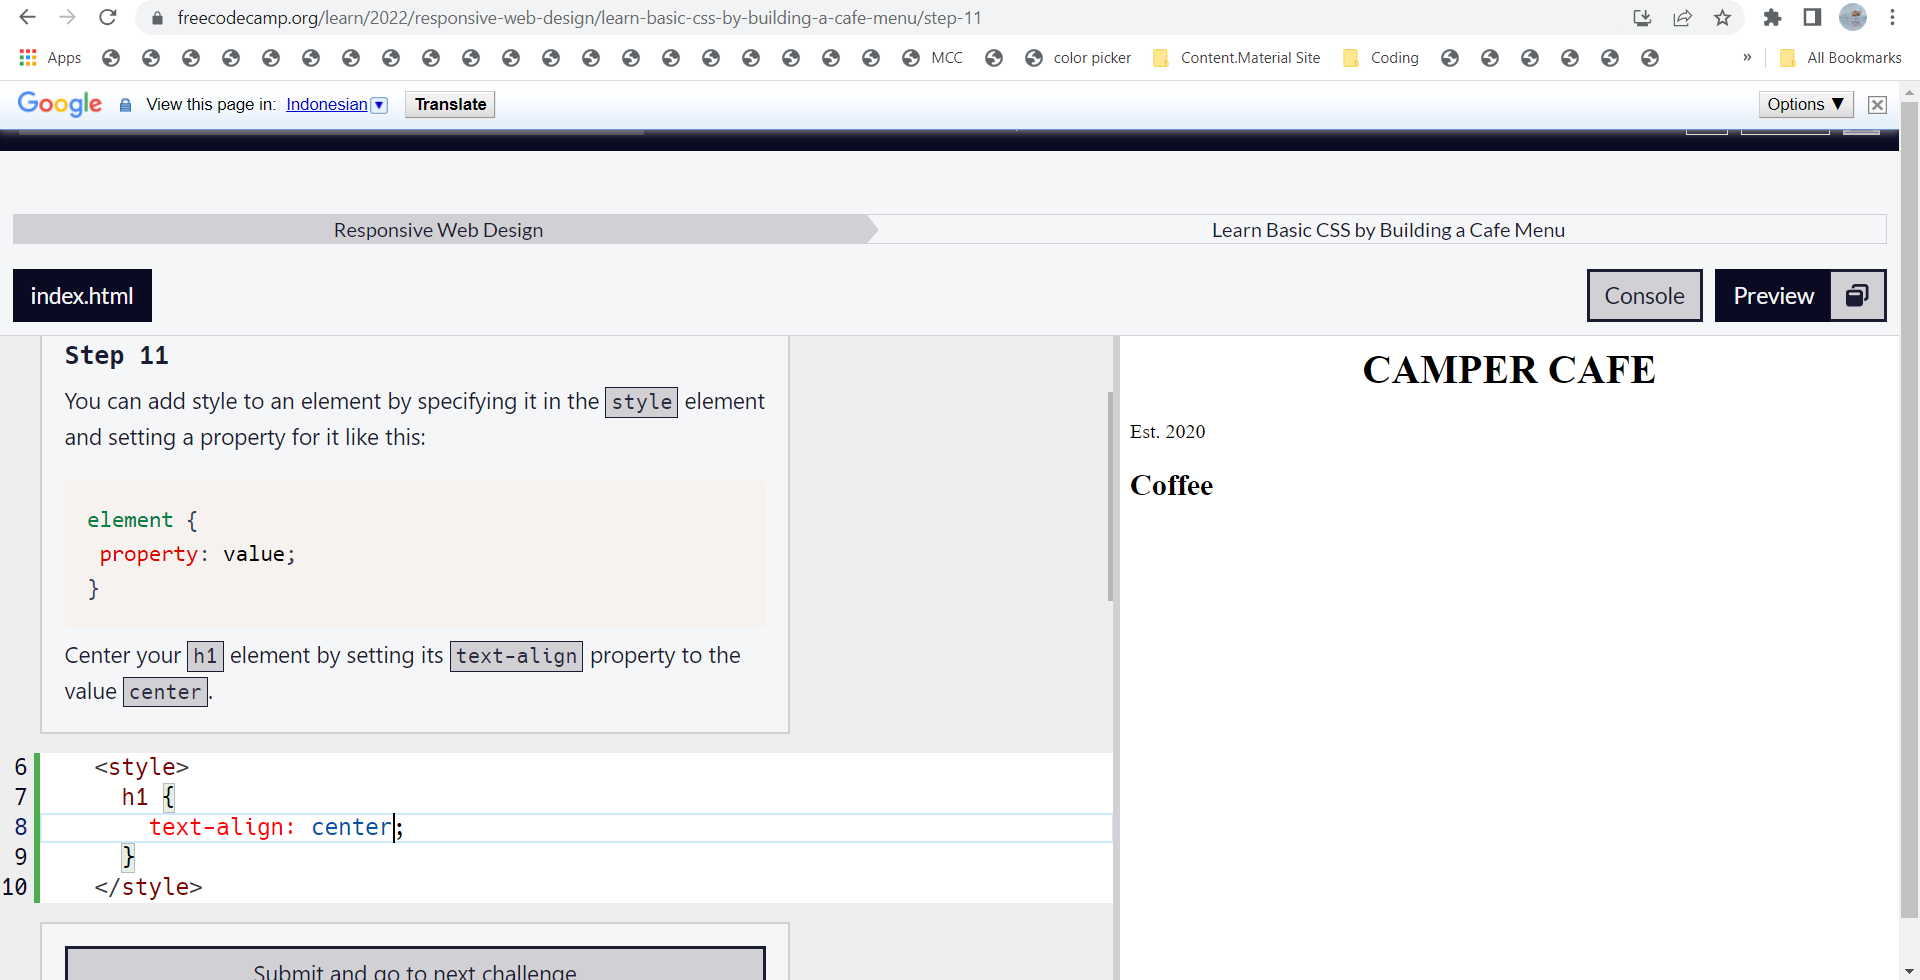 freecodecamp.org/learn/2022/responsive-web-design/learn-basic-css-by-building-a-cafe-menu/step-11
Apps MCC color picker Content.Material Site Coding » All Bookmarks
Google View this page in: Indonesian Translate Options ▼
Responsive Web Design Learn Basic CSS by Building a Cafe Menu
index.html Console Preview
Step 11
You can add style to an element by specifying it in the style element
and setting a property for it like this:
element {
property: value;
}
Center your h1 element by setting its text-align property to the
value center.
6 <style>
7 h1 {
8 text-align: center;
9 }
10 </style>
Submit and go to next challenge
CAMPER CAFE
Est. 2020
Coffee